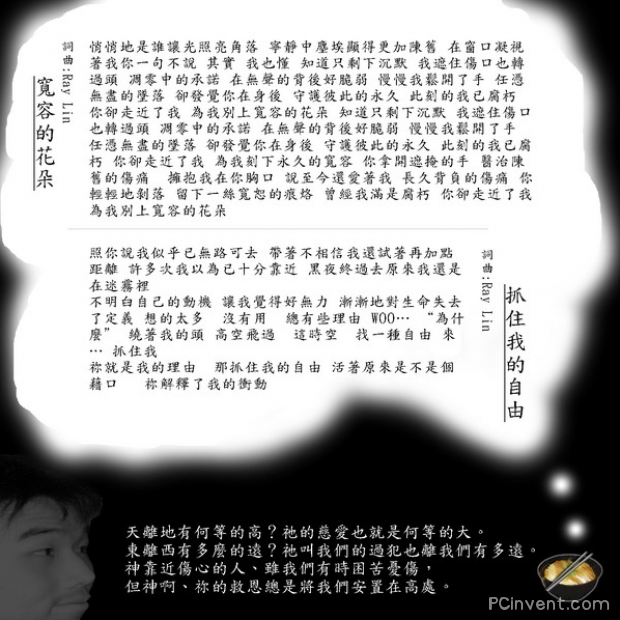 寬容的花朵
詞曲:Ray Lin
悄悄地是誰讓光照亮角落 寧靜中塵埃顯得更加陳舊 在窗口凝視
著我你一句不說 其實 我也懂 知道只剩下沉默 我遮住傷口也轉
過頭 凋零中的承諾 在無聲的背後好脆弱 慢慢我鬆開了手 任憑
無盡的墜落 卻發覺你在身後 守護彼此的永久 此刻的我已腐朽
你卻走近了我 為我別上寬容的花朵 知道只剩下沉默 我遮住傷口
也轉過頭 凋零中的承諾 在無聲的背後好脆弱 慢慢我鬆開了手
任憑無盡的墜落 卻發覺你在身後 守護彼此的永久 此刻的我已腐
朽 你卻走近了我 為我刻下永久的寬容 你拿開遮掩的手 醫治陳
舊的傷痛 擁抱我在你胸口 說至今還愛著我 長久背負的傷痛 你
輕輕地剝落 留下一絲寬恕的痕烙 曾經我滿是腐朽 你卻走近了我
為我別上寬容的花朵
抓住我的自由
詞曲:Ray Lin
照你說我似乎已無路可去 帶著不相信我還試著再加點
距離 許多次我以為已十分靠近 黑夜終過去原來我還是
在迷霧裡
不明白自己的動機 讓我覺得好無力 漸漸地對生命失去
了定義 想的太多 沒有用 總有些理由 WOO… “為什
麼” 繞著我的頭 高空飛過 這時空 找一種自由 來
… 抓住我
祢就是我的理由 那抓住我的自由 活著原來是不是個
藉口 祢解釋了我的衝動
天離地有何等的高？祂的慈愛也就是何等的大。
東離西有多麼的遠？祂叫我們的過犯也離我們有多遠。
神靠近傷心的人、雖我們有時困苦憂傷，
但神啊、祢的救恩總是將我們安置在高處。
PCinvent.com